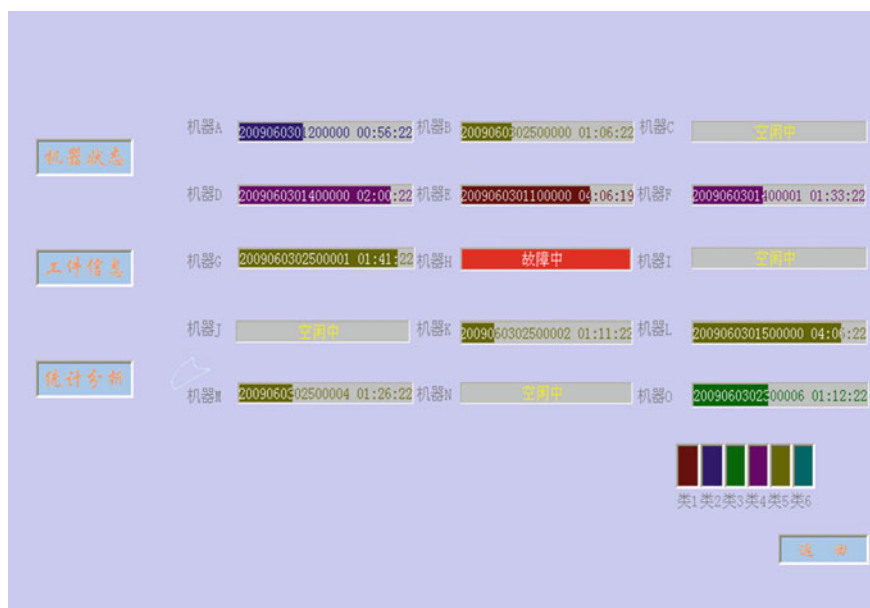 机器A 2009060301200000 00:56:22 机器B 2009060302500000 01:06:22 机器C 空闲中
机器状态
机器D 2009060301400000 02:00:22 机器E 2009060301100000 04:06:19 机器F 2009060301400001 01:33:22
工件信息
机器G 2009060302500001 01:41:22 机器H 故障中 机器I 空闲中
机器J 空闲中 机器K 2009060302500002 01:11:22 机器L 2009060301500000 04:06:22
统计分析
机器M 2009060302500004 01:26:22 机器N 空闲中 机器O 2009060302300006 01:12:22
类1类2类3类4类5类6
返 回